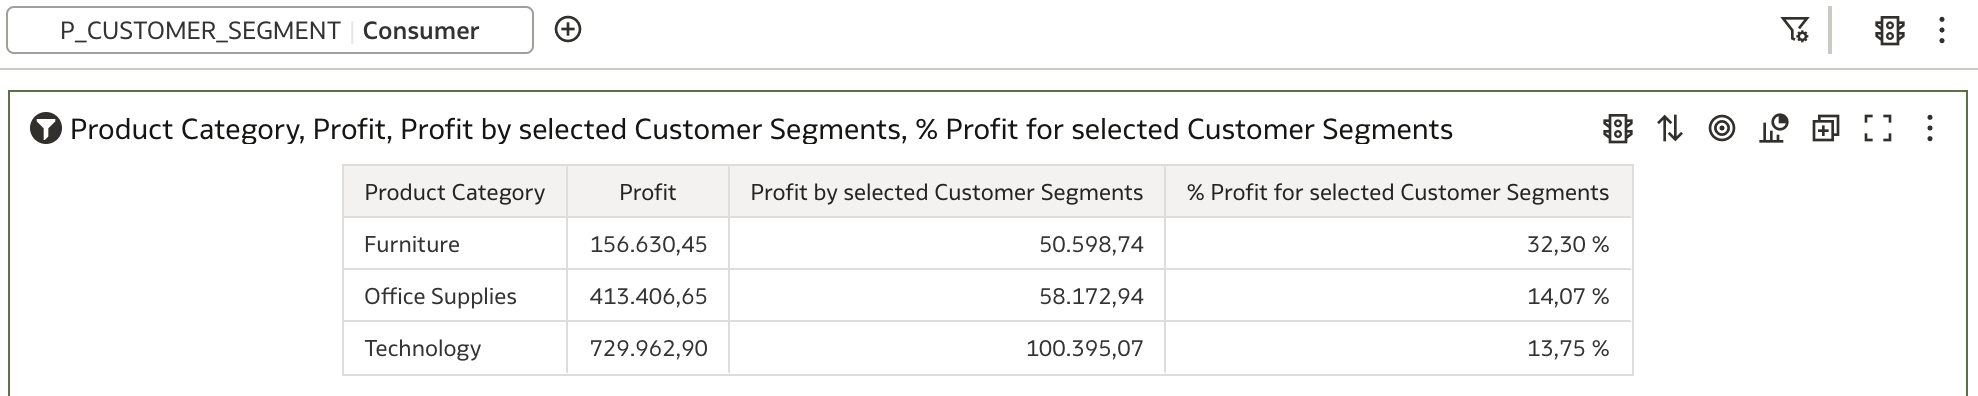 P_CUSTOMER_SEGMENT Consumer
Product Category, Profit, Profit by selected Customer Segments, % Profit for selected Customer Segments
Product Category Profit Profit by selected Customer Segments % Profit for selected Customer Segments
Furniture 156.630,45 50.598,74 32,30 %
Office Supplies 413.406,65 58.172,94 14,07 %
Technology 729.962,90 100.395,07 13,75 %